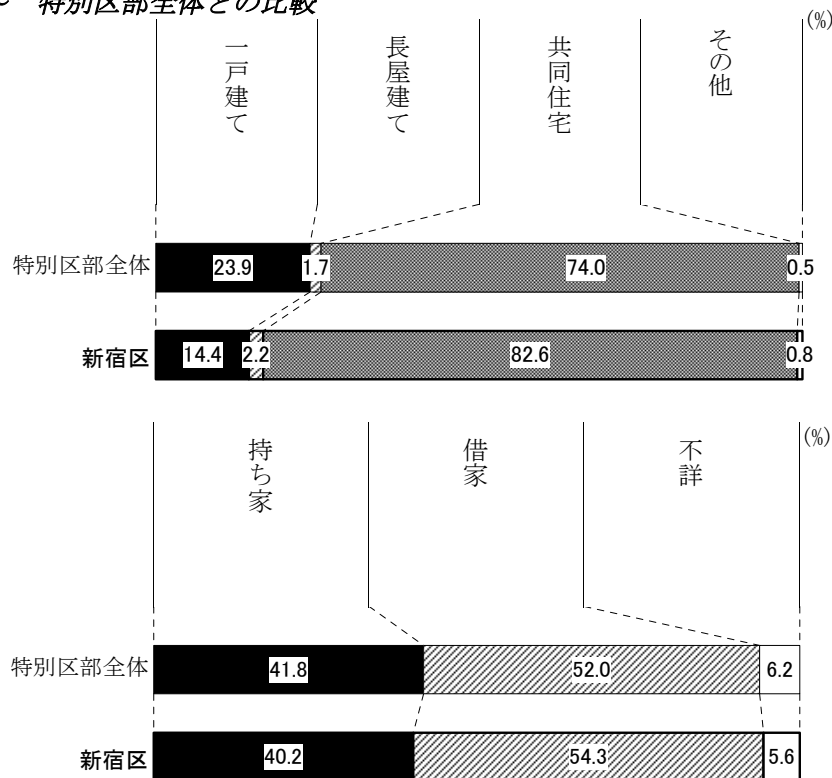 特別区部全体との比較
(%)
一戸建て
長屋建て
共同住宅
その他
特別区部全体 23.9 1.7 74.0 0.5
新宿区 14.4 2.2 82.6 0.8
(%)
持ち家
借家
不詳
特別区部全体 41.8 52.0 6.2
新宿区 40.2 54.3 5.6